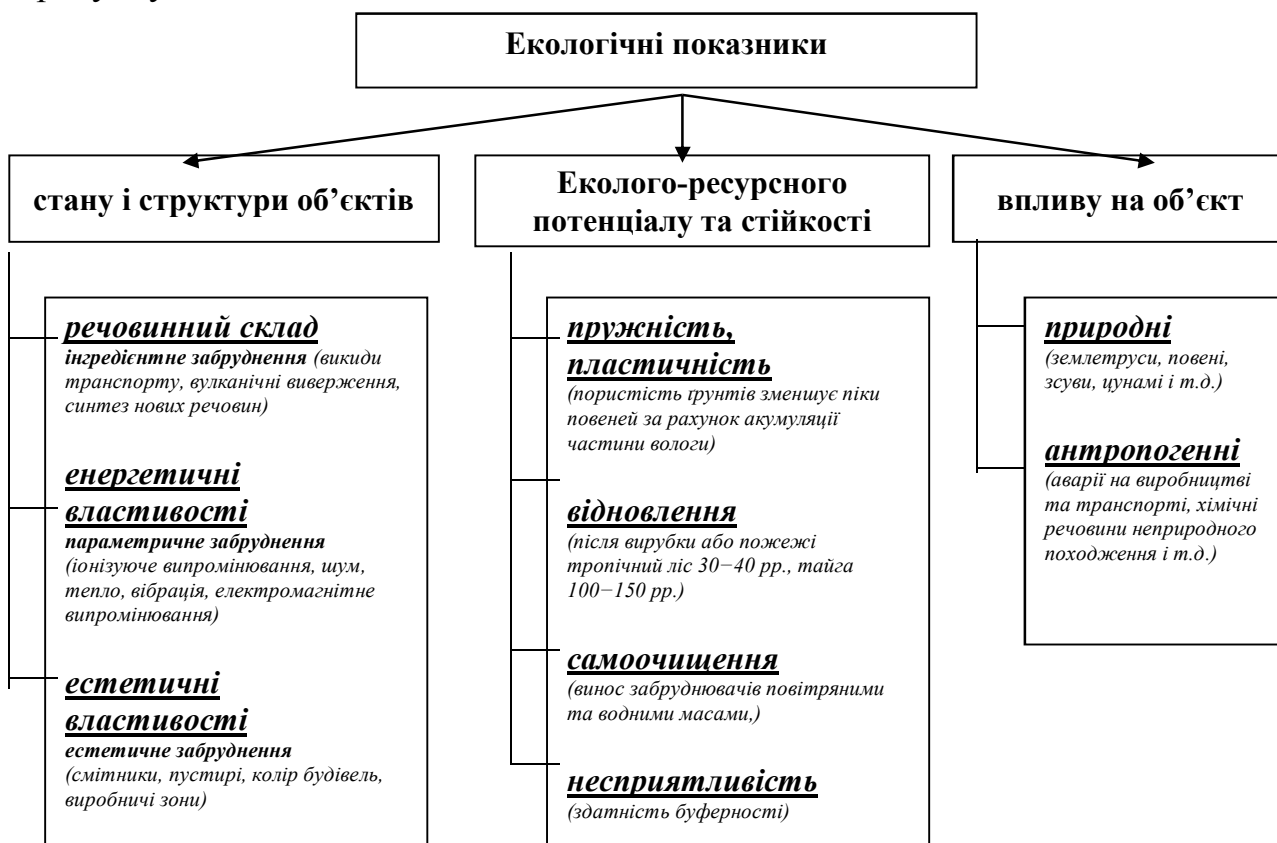 Екологічні показники
стану і структури об’єктів
Еколого-ресурсного
потенціалу та стійкості
впливу на об’єкт
речовинний склад
інгредієнтне забруднення (викиди
транспорту, вулканічні виверження,
синтез нових речовин)
енергетичні
властивості
параметричне забруднення
(іонізуюче випромінювання, шум,
тепло, вібрація, електромагнітне
випромінювання)
естетичні
властивості
естетичне забруднення
(смітники, пустирі, колір будівель,
виробничі зони)
пружність,
пластичність
(пористість ґрунтів зменшує піки
повеней за рахунок акумуляції
частини вологи)
відновлення
(після вирубки або пожежі
тропічний ліс 30−40 рр., тайга
100−150 рр.)
самоочищення
(винос забруднювачів повітряними
та водними масами,)
несприятливість
(здатність буферності)
природні
(землетруси, повені,
зсуви, цунамі і т.д.)
антропогенні
(аварії на виробництві
та транспорті, хімічні
речовини неприродного
походження і т.д.)